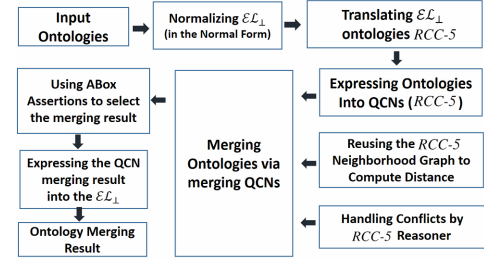 Input
Ontologies
Normalizing ℰℒ⊥
(in the Normal Form)
Translating ℰℒ⊥
ontologies RCC-5
Using ABox
Assertions to select
the merging result
Merging
Ontologies via
merging QCNs
Expressing Ontologies
Into QCNs (RCC-5)
Expressing the QCN
merging result
into the ℰℒ⊥
Reusing the RCC-5
Neighborhood Graph to
Compute Distance
Ontology Merging
Result
Handling Conflicts by
RCC-5 Reasoner